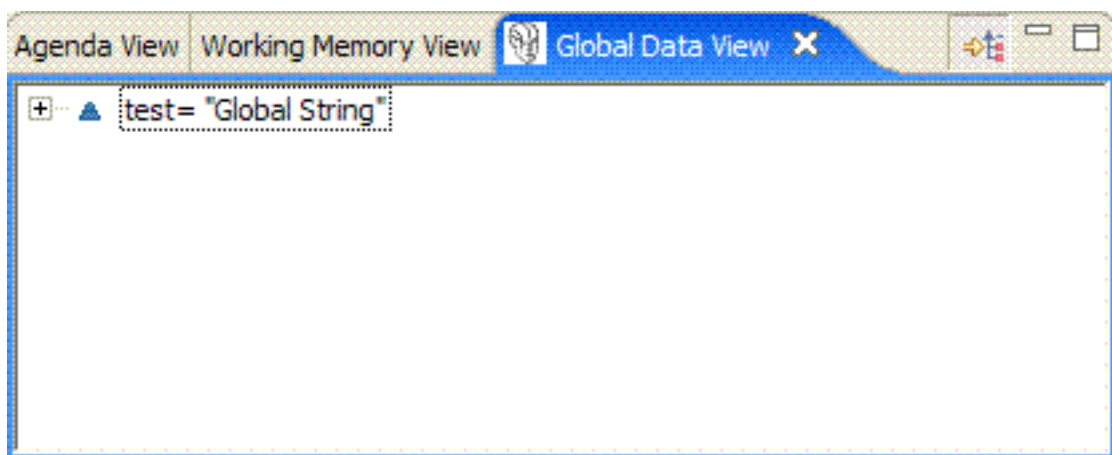 Agenda View Working Memory View Global Data View
test= "Global String"